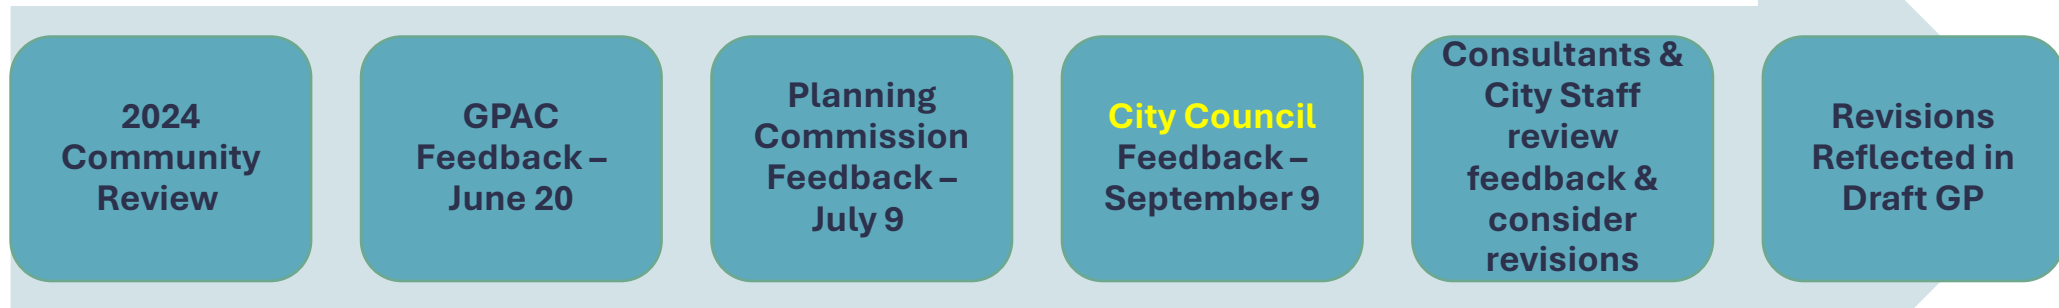 2024
Community
Review
GPAC
Feedback –
June 20
Planning
Commission
Feedback –
July 9
City Council
Feedback –
September 9
Consultants &
City Staff
review
feedback &
consider
revisions
Revisions
Reflected in
Draft GP